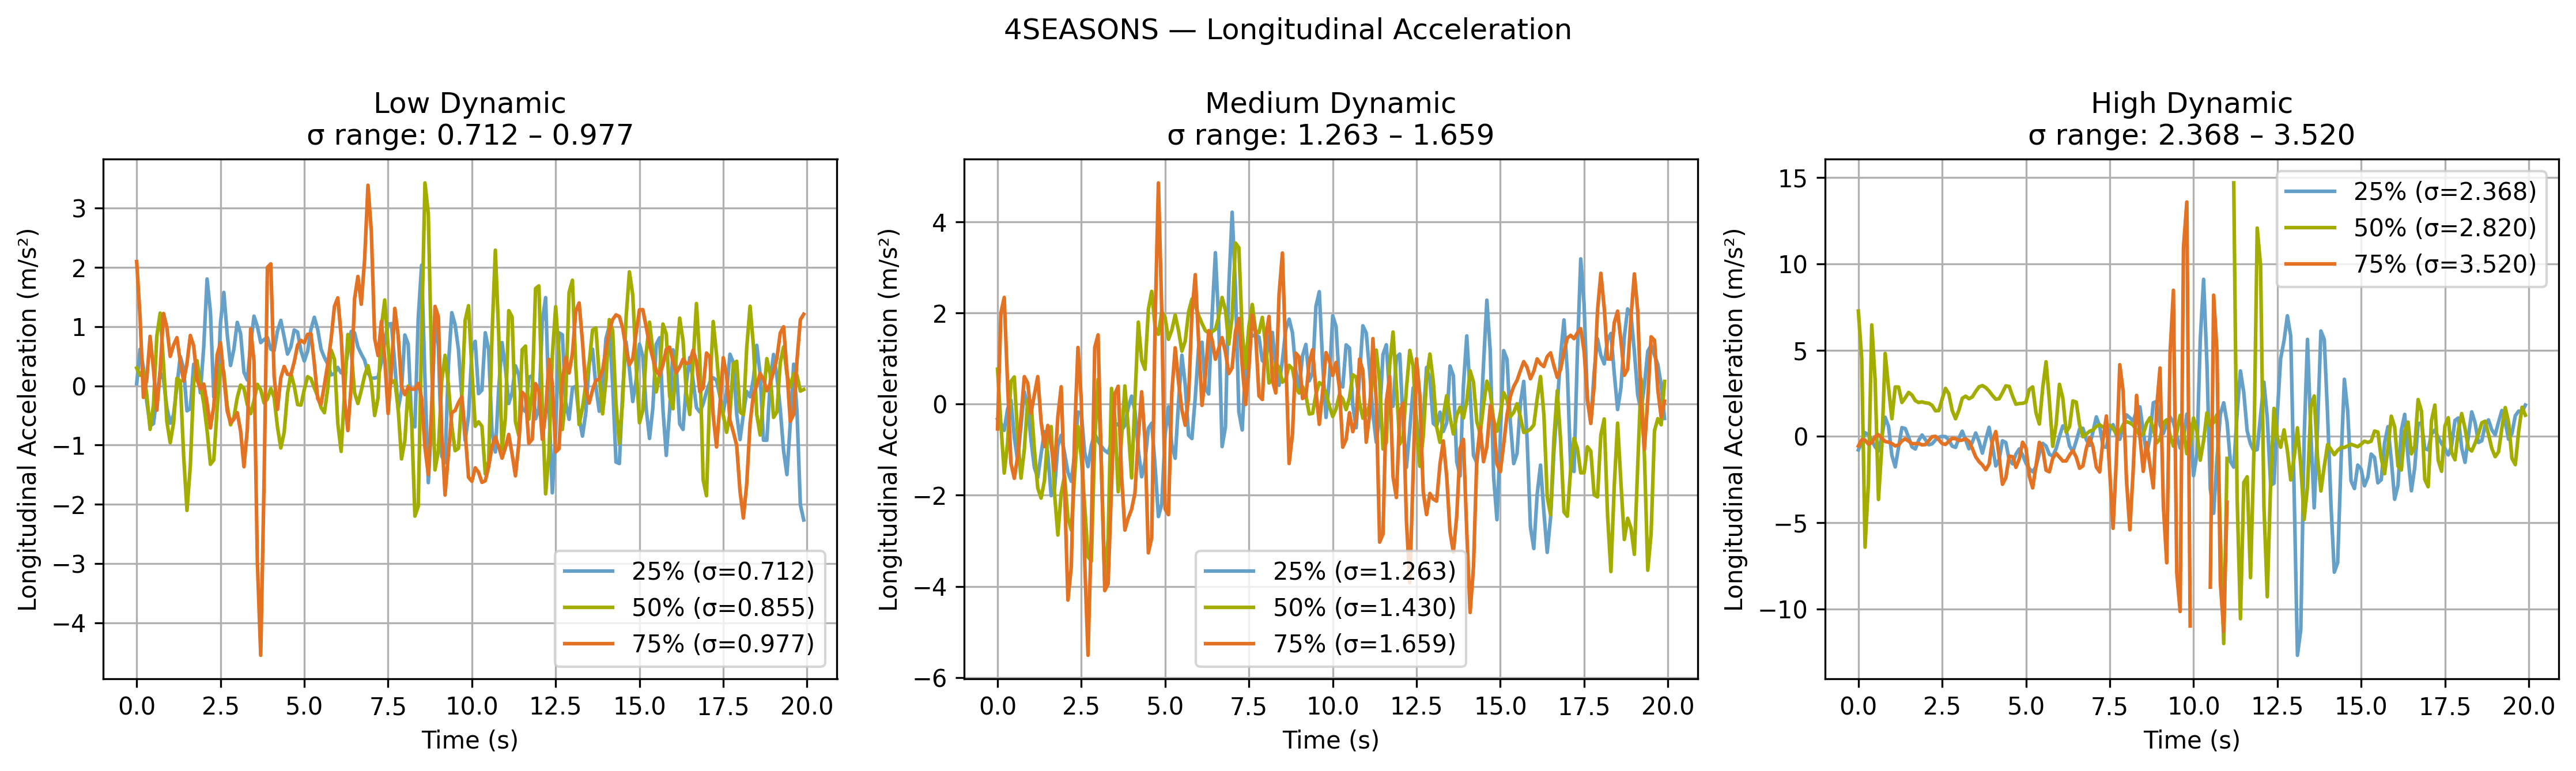 4SEASONS — Longitudinal Acceleration
Low Dynamic
σ range: 0.712 – 0.977
Longitudinal Acceleration (m/s²)
3
2
1
0
−1
−2
−3
−4
0.0 2.5 5.0 7.5 10.0 12.5 15.0 17.5 20.0
Time (s)
25% (σ=0.712)
50% (σ=0.855)
75% (σ=0.977)
Medium Dynamic
σ range: 1.263 – 1.659
Longitudinal Acceleration (m/s²)
4
2
0
−2
−4
−6
0.0 2.5 5.0 7.5 10.0 12.5 15.0 17.5 20.0
Time (s)
25% (σ=1.263)
50% (σ=1.430)
75% (σ=1.659)
High Dynamic
σ range: 2.368 – 3.520
Longitudinal Acceleration (m/s²)
15
10
5
0
−5
−10
0.0 2.5 5.0 7.5 10.0 12.5 15.0 17.5 20.0
Time (s)
25% (σ=2.368)
50% (σ=2.820)
75% (σ=3.520)